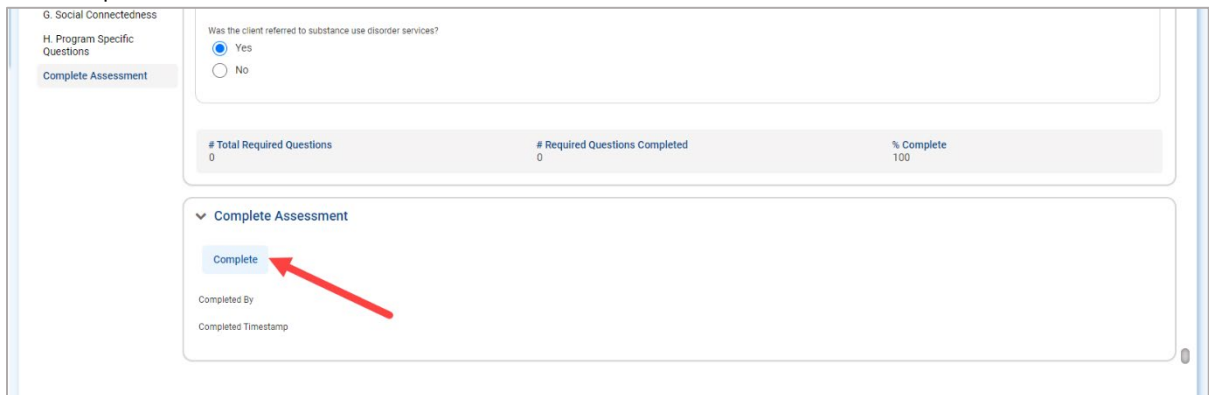 G. Social Connectedness
H. Program Specific
Questions
Complete Assessment
Was the client referred to substance use disorder services?
Yes
No
# Total Required Questions
0
# Required Questions Completed
0
% Complete
100
Complete Assessment
Complete
Completed By
Completed Timestamp